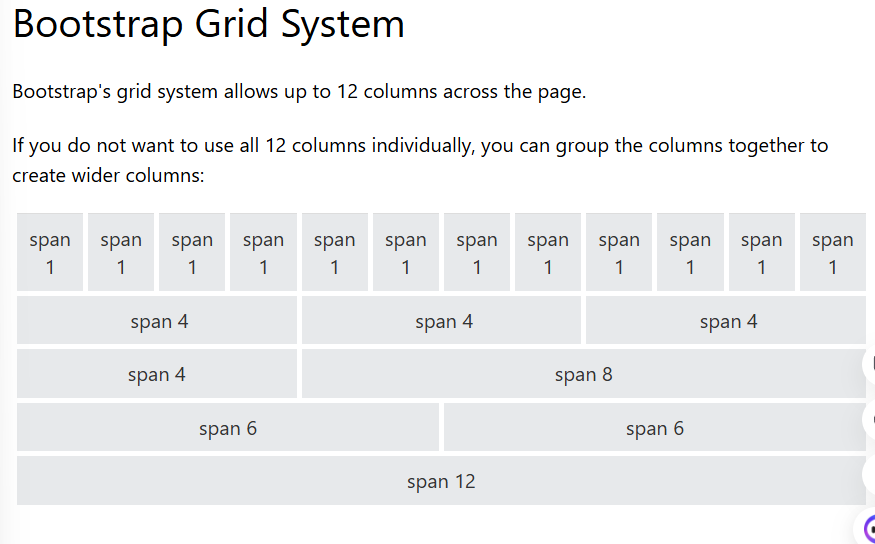 Bootstrap Grid System
Bootstrap's grid system allows up to 12 columns across the page.
If you do not want to use all 12 columns individually, you can group the columns together to
create wider columns:
span span span span span span span span span span span span
1 1 1 1 1 1 1 1 1 1 1 1
span 4 span 4 span 4
span 4 span 8
span 6 span 6
span 12